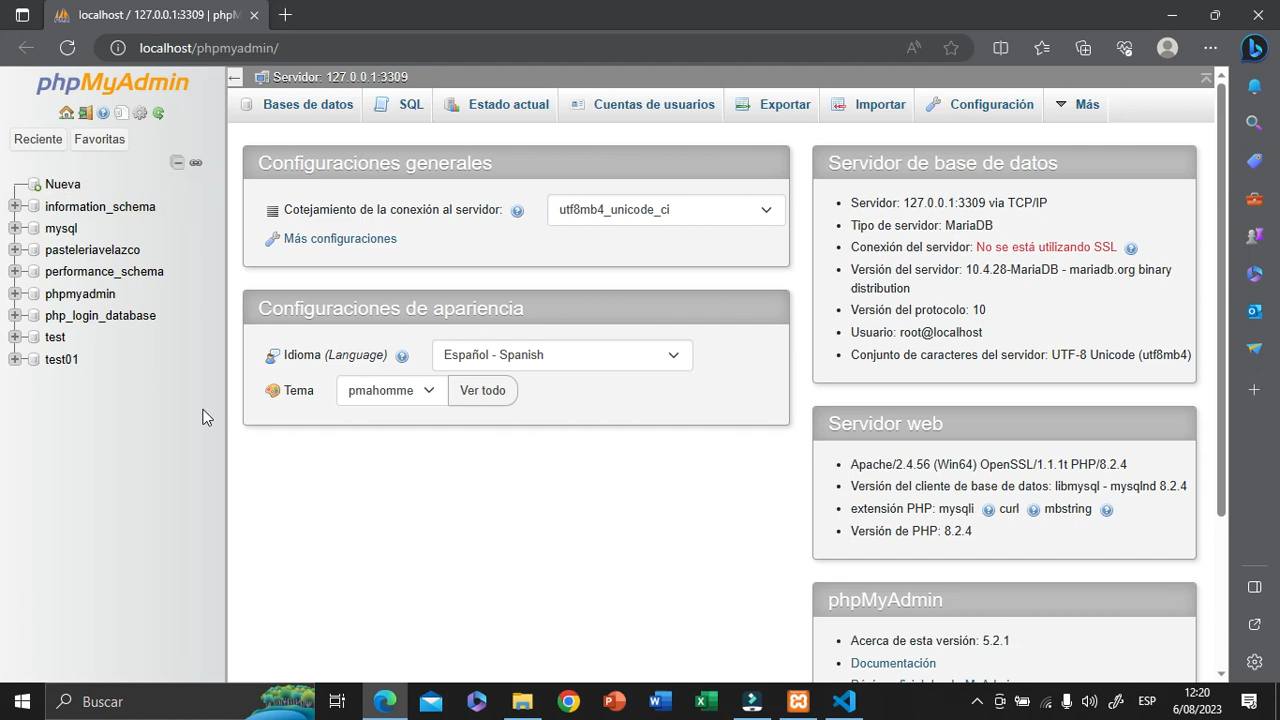 localhost / 127.0.0.1:3309 | phpM
localhost/phpmyadmin/
phpMyAdmin
Reciente
Favoritas
Nueva
information_schema
mysql
pasteleriavelazco
performance_schema
phpmyadmin
php_login_database
test
test01
Servidor: 127.0.0.1:3309
Bases de datos
SQL
Estado actual
Cuentas de usuarios
Exportar
Importar
Configuración
Más
Configuraciones generales
Cotejamiento de la conexión al servidor:
utf8mb4_unicode_ci
Más configuraciones
Configuraciones de apariencia
Idioma (Language)
Español - Spanish
Tema
pmahomme
Ver todo
Servidor de base de datos
Servidor: 127.0.0.1:3309 via TCP/IP
Tipo de servidor: MariaDB
Conexión del servidor: No se está utilizando SSL
Versión del servidor: 10.4.28-MariaDB - mariadb.org binary
distribution
Versión del protocolo: 10
Usuario: root@localhost
Conjunto de caracteres del servidor: UTF-8 Unicode (utf8mb4)
Servidor web
Apache/2.4.56 (Win64) OpenSSL/1.1.1t PHP/8.2.4
Versión del cliente de base de datos: libmysql - mysqlnd 8.2.4
extensión PHP: mysqli curl mbstring
Versión de PHP: 8.2.4
phpMyAdmin
Acerca de esta versión: 5.2.1
Documentación
Buscar
ESP
12:20
6/08/2023